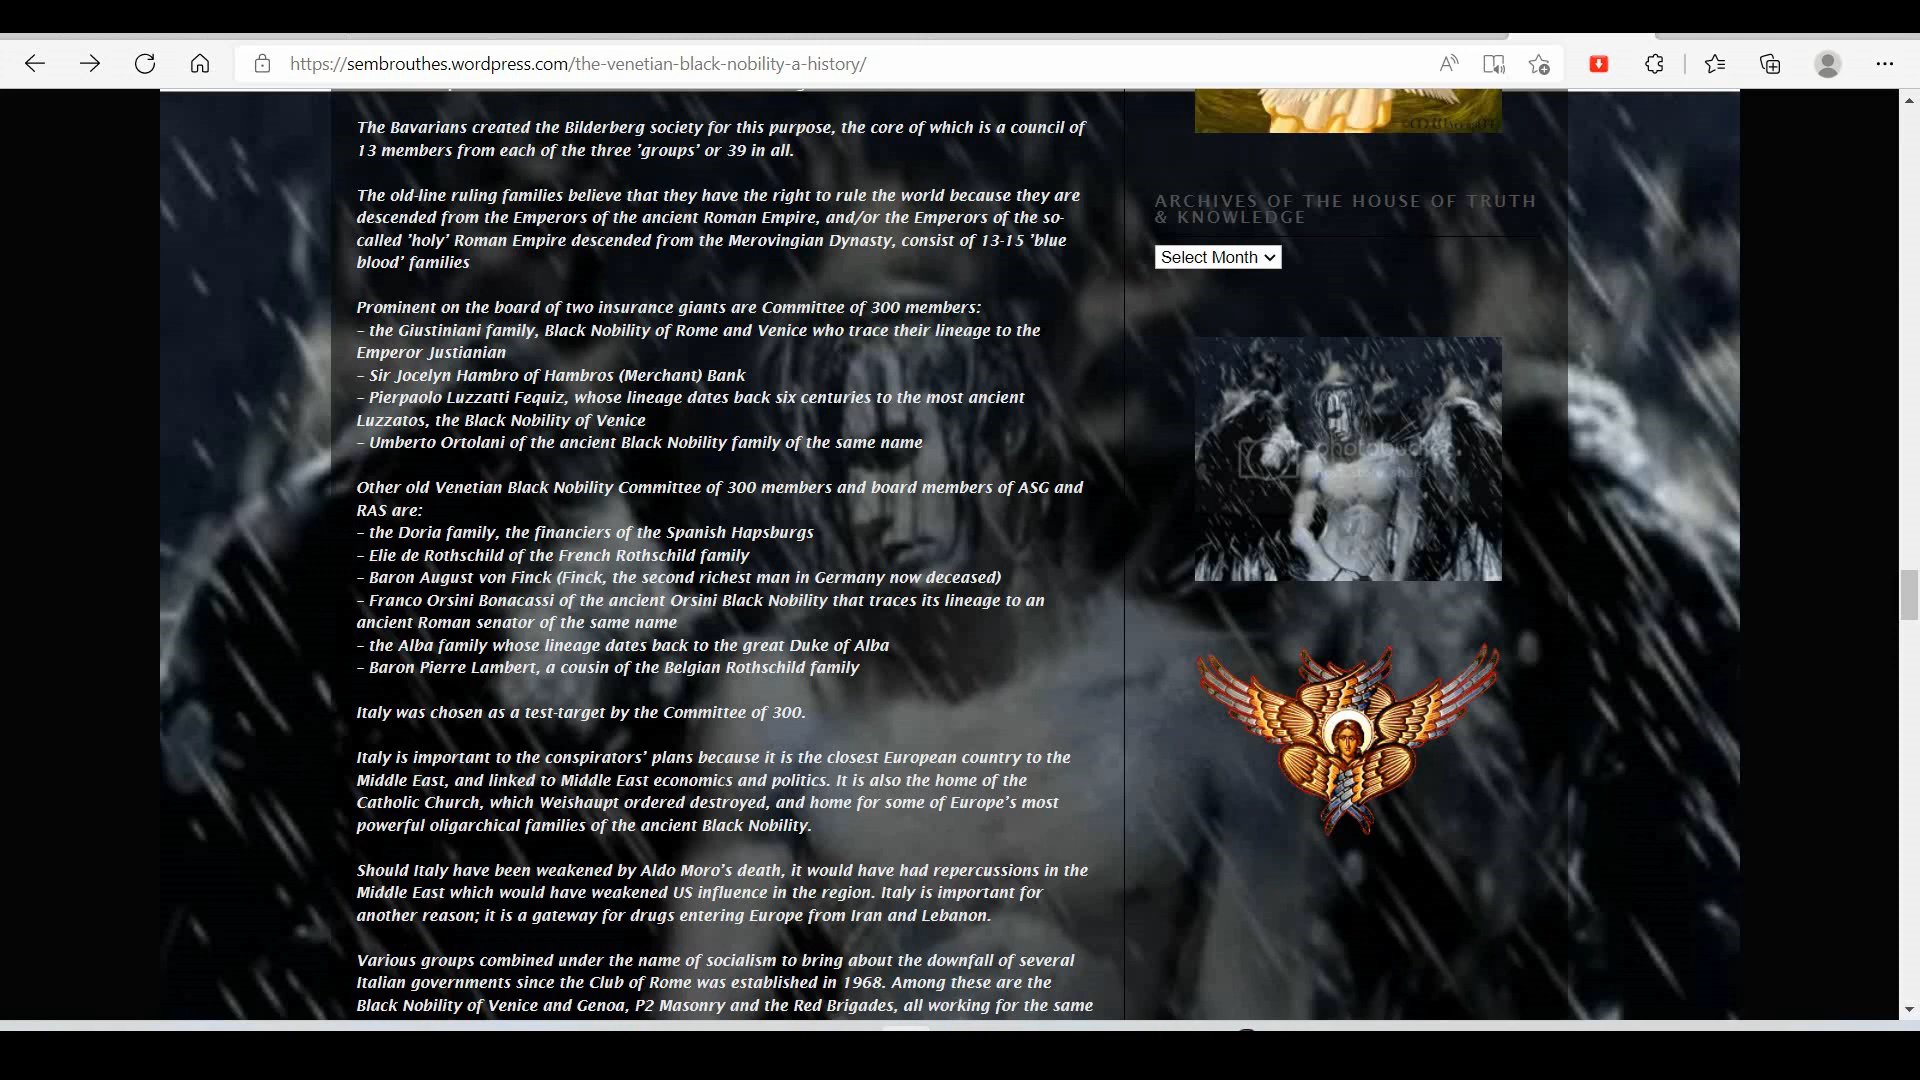 https://sembrouthes.wordpress.com/the-venetian-black-nobility-a-history/
The Bavarians created the Bilderberg society for this purpose, the core of which is a council of
13 members from each of the three 'groups' or 39 in all.
The old-line ruling families believe that they have the right to rule the world because they are
descended from the Emperors of the ancient Roman Empire, and/or the Emperors of the so-
called 'holy' Roman Empire descended from the Merovingian Dynasty, consist of 13-15 'blue
blood' families
Prominent on the board of two insurance giants are Committee of 300 members:
– the Giustiniani family, Black Nobility of Rome and Venice who trace their lineage to the
Emperor Justianian
– Sir Jocelyn Hambro of Hambros (Merchant) Bank
– Pierpaolo Luzzatti Fequiz, whose lineage dates back six centuries to the most ancient
Luzzatos, the Black Nobility of Venice
– Umberto Ortolani of the ancient Black Nobility family of the same name
Other old Venetian Black Nobility Committee of 300 members and board members of ASG and
RAS are:
– the Doria family, the financiers of the Spanish Hapsburgs
– Elie de Rothschild of the French Rothschild family
– Baron August von Finck (Finck, the second richest man in Germany now deceased)
– Franco Orsini Bonacassi of the ancient Orsini Black Nobility that traces its lineage to an
ancient Roman senator of the same name
– the Alba family whose lineage dates back to the great Duke of Alba
– Baron Pierre Lambert, a cousin of the Belgian Rothschild family
Italy was chosen as a test-target by the Committee of 300.
Italy is important to the conspirators' plans because it is the closest European country to the
Middle East, and linked to Middle East economics and politics. It is also the home of the
Catholic Church, which Weishaupt ordered destroyed, and home for some of Europe's most
powerful oligarchical families of the ancient Black Nobility.
Should Italy have been weakened by Aldo Moro's death, it would have had repercussions in the
Middle East which would have weakened US influence in the region. Italy is important for
another reason; it is a gateway for drugs entering Europe from Iran and Lebanon.
Various groups combined under the name of socialism to bring about the downfall of several
Italian governments since the Club of Rome was established in 1968. Among these are the
Black Nobility of Venice and Genoa, P2 Masonry and the Red Brigades, all working for the same
ARCHIVES OF THE HOUSE OF TRUTH
& KNOWLEDGE
Select Month
photobucket